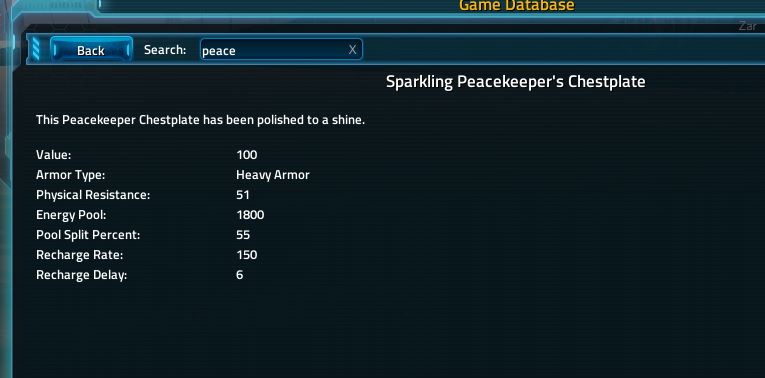 Game Database
Zar
Back Search: peace X
Sparkling Peacekeeper's Chestplate
This Peacekeeper Chestplate has been polished to a shine.
Value: 100
Armor Type: Heavy Armor
Physical Resistance: 51
Energy Pool: 1800
Pool Split Percent: 55
Recharge Rate: 150
Recharge Delay: 6